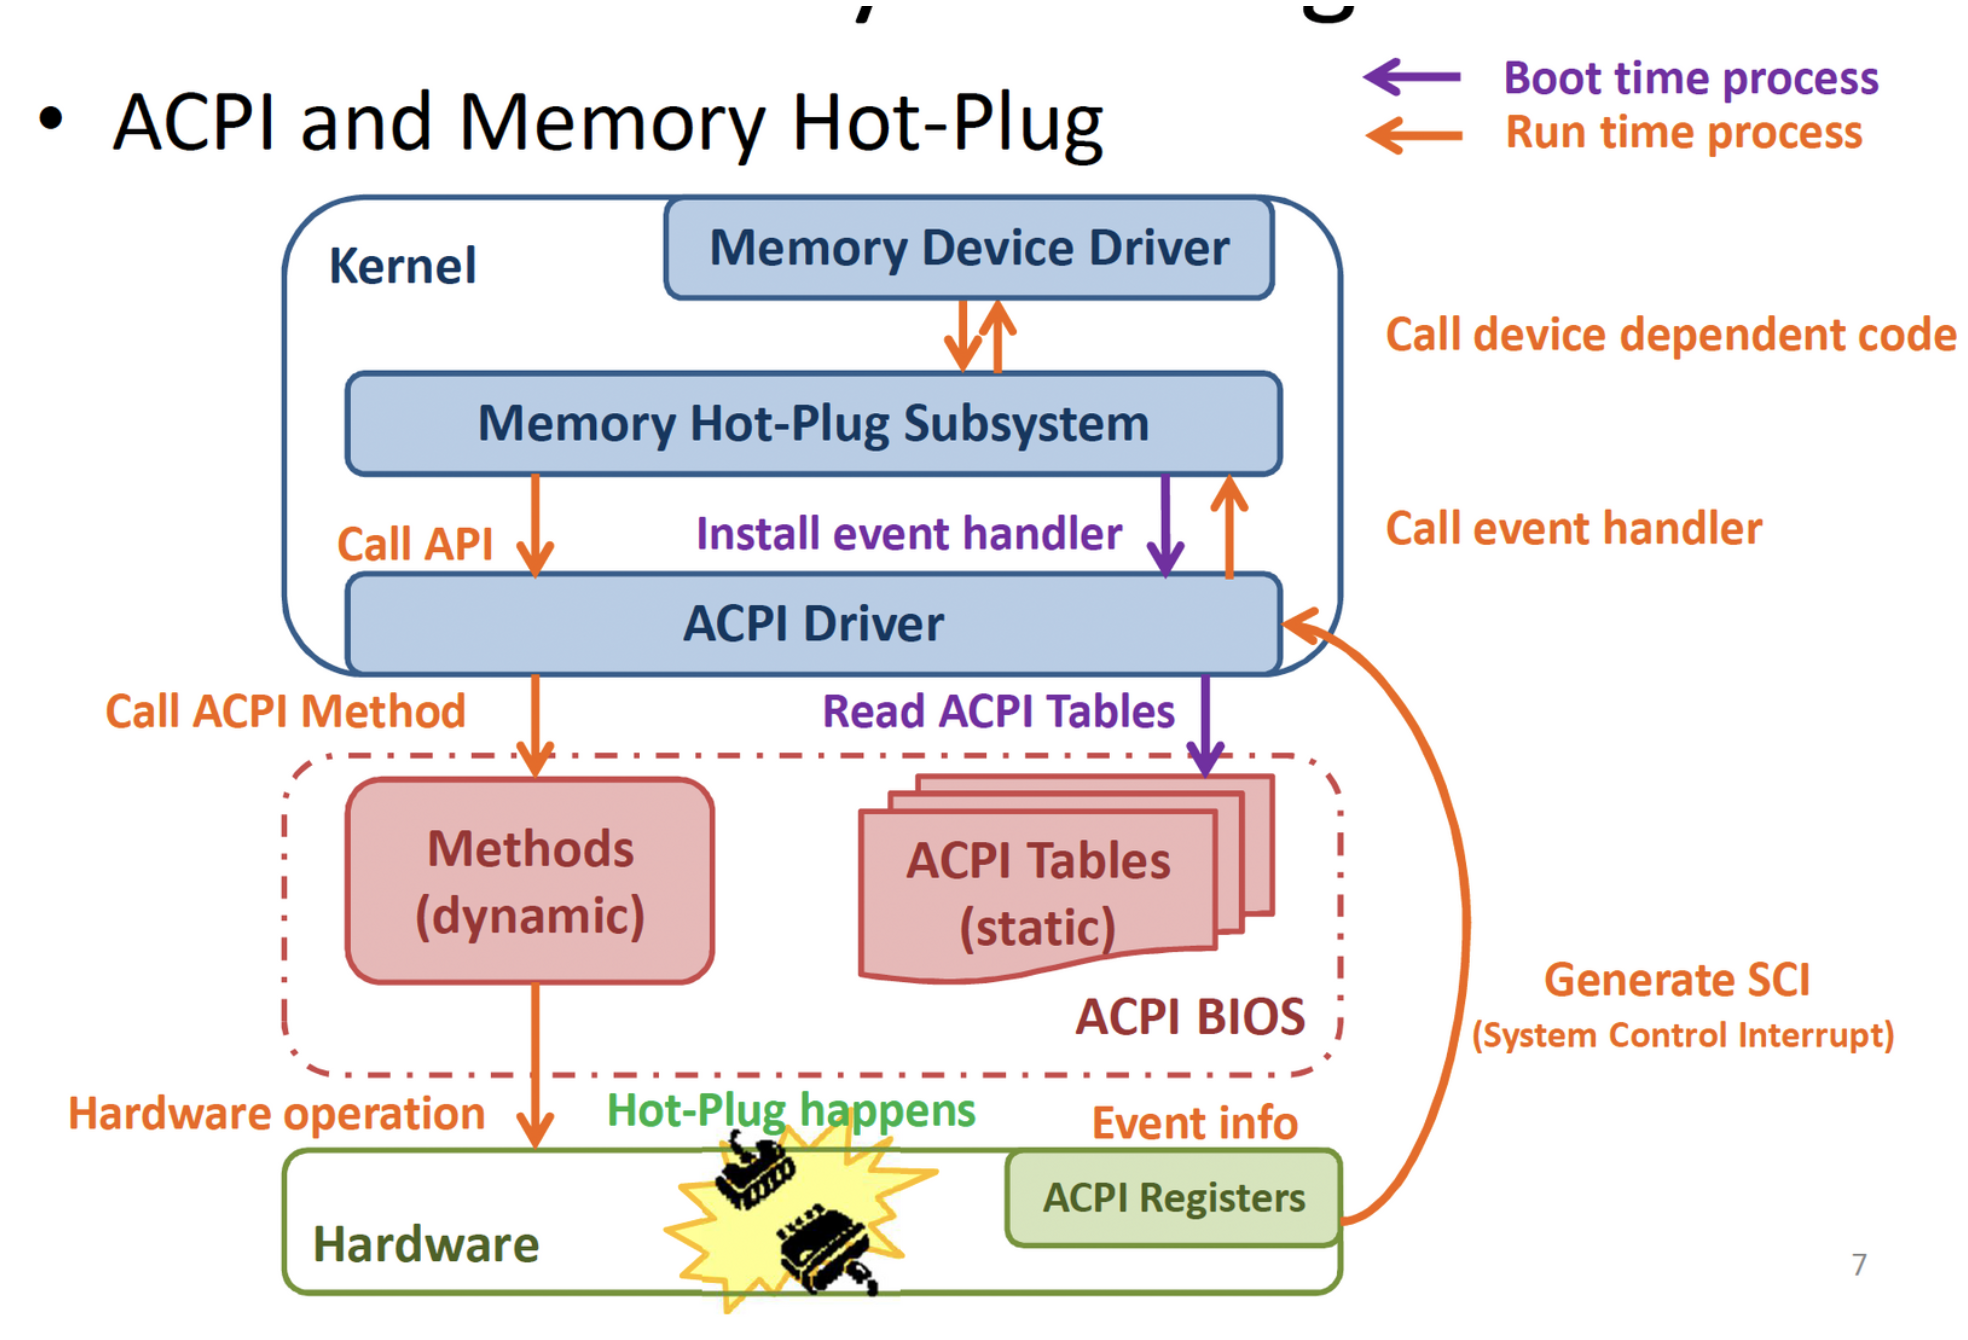 • ACPI and Memory Hot-Plug
Boot time process
Run time process
Kernel
Memory Device Driver
Call device dependent code
Memory Hot-Plug Subsystem
Call API
Install event handler
Call event handler
ACPI Driver
Call ACPI Method
Read ACPI Tables
Methods
(dynamic)
ACPI Tables
(static)
ACPI BIOS
Generate SCI
(System Control Interrupt)
Hardware operation
Hot-Plug happens
Event info
ACPI Registers
Hardware
7